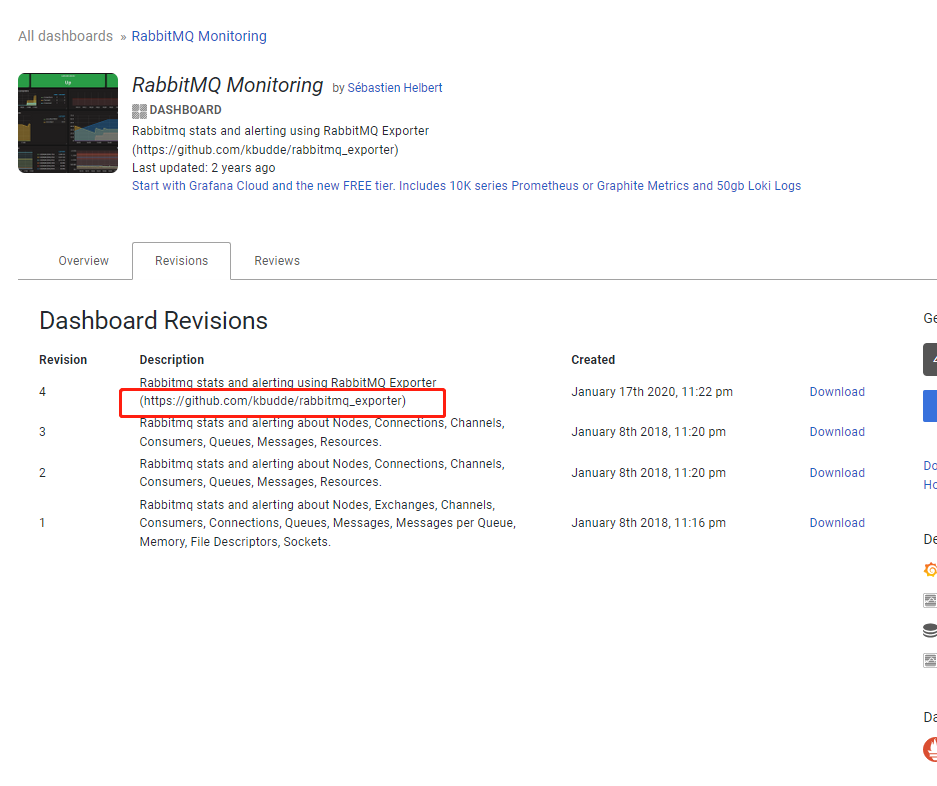 All dashboards » RabbitMQ Monitoring
Up
RabbitMQ Monitoring by Sébastien Helbert
DASHBOARD
Rabbitmq stats and alerting using RabbitMQ Exporter
(https://github.com/kbudde/rabbitmq_exporter)
Last updated: 2 years ago
Start with Grafana Cloud and the new FREE tier. Includes 10K series Prometheus or Graphite Metrics and 50gb Loki Logs
Overview Revisions Reviews
Dashboard Revisions
Ge
Revision Description Created
4 Rabbitmq stats and alerting using RabbitMQ Exporter
(https://github.com/kbudde/rabbitmq_exporter) January 17th 2020, 11:22 pm Download
3 Rabbitmq stats and alerting about Nodes, Connections, Channels,
Consumers, Queues, Messages, Resources. January 8th 2018, 11:20 pm Download
2 Rabbitmq stats and alerting about Nodes, Connections, Channels,
Consumers, Queues, Messages, Resources. January 8th 2018, 11:20 pm Download
1 Rabbitmq stats and alerting about Nodes, Exchanges, Channels,
Consumers, Connections, Queues, Messages, Messages per Queue,
Memory, File Descriptors, Sockets. January 8th 2018, 11:16 pm Download
4
Do
Ho
De
Da